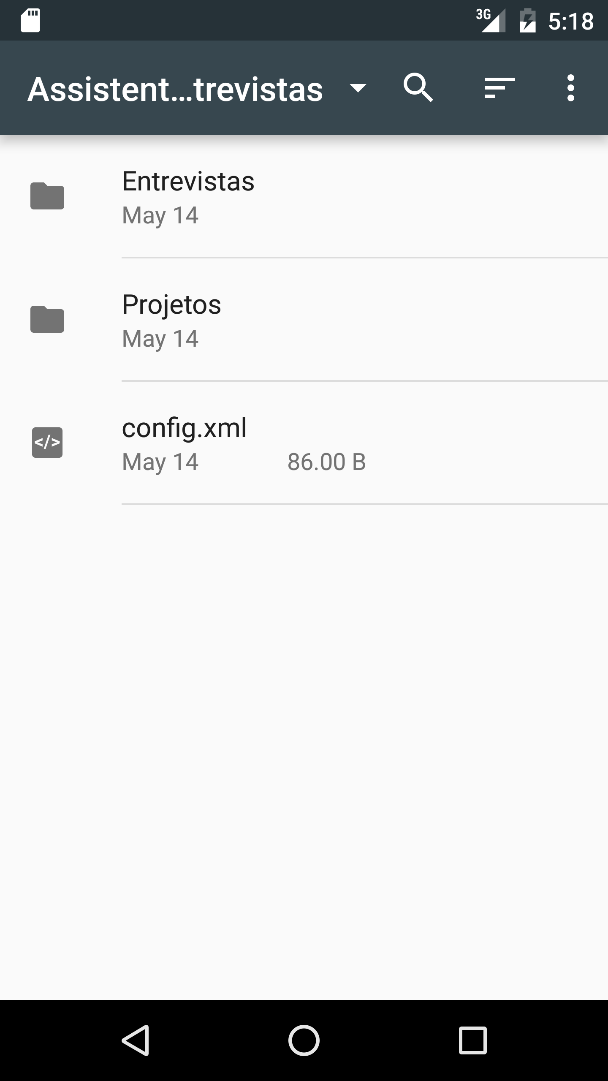 3G 5:18
Assistent...trevistas
Entrevistas
May 14
Projetos
May 14
</>
config.xml
May 14 86.00 B